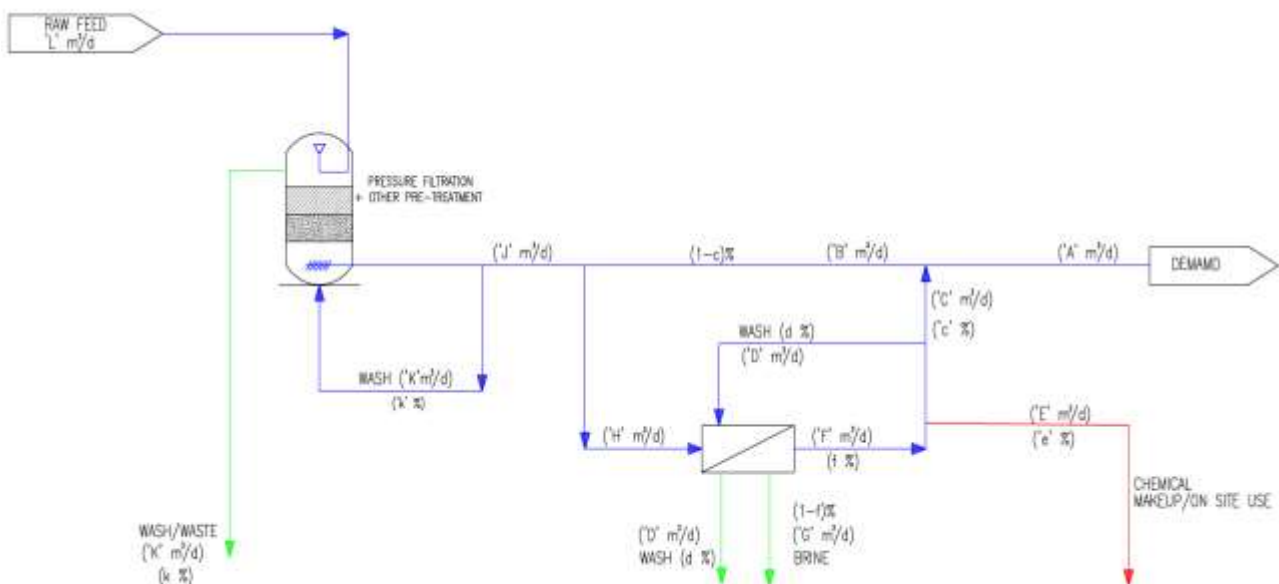 RAW FEED
'L' m³/d
PRESSURE FILTRATION
+ OTHER PRE-TREATMENT
('J' m³/d)
(1-c)%
('B' m³/d)
('A' m³/d)
DEMAMD
('C' m³/d)
('c' %)
WASH (d %)
('D' m³/d)
WASH ('K'm³/d)
('k' %)
('H' m³/d)
('F' m³/d)
(f %)
('E' m³/d)
('e' %)
CHEMICAL
MAKEUP/ON SITE USE
WASH/WASTE
('K' m³/d)
(k %)
('D' m³/d)
WASH (d %)
(1-f)%
('G' m³/d)
BRINE